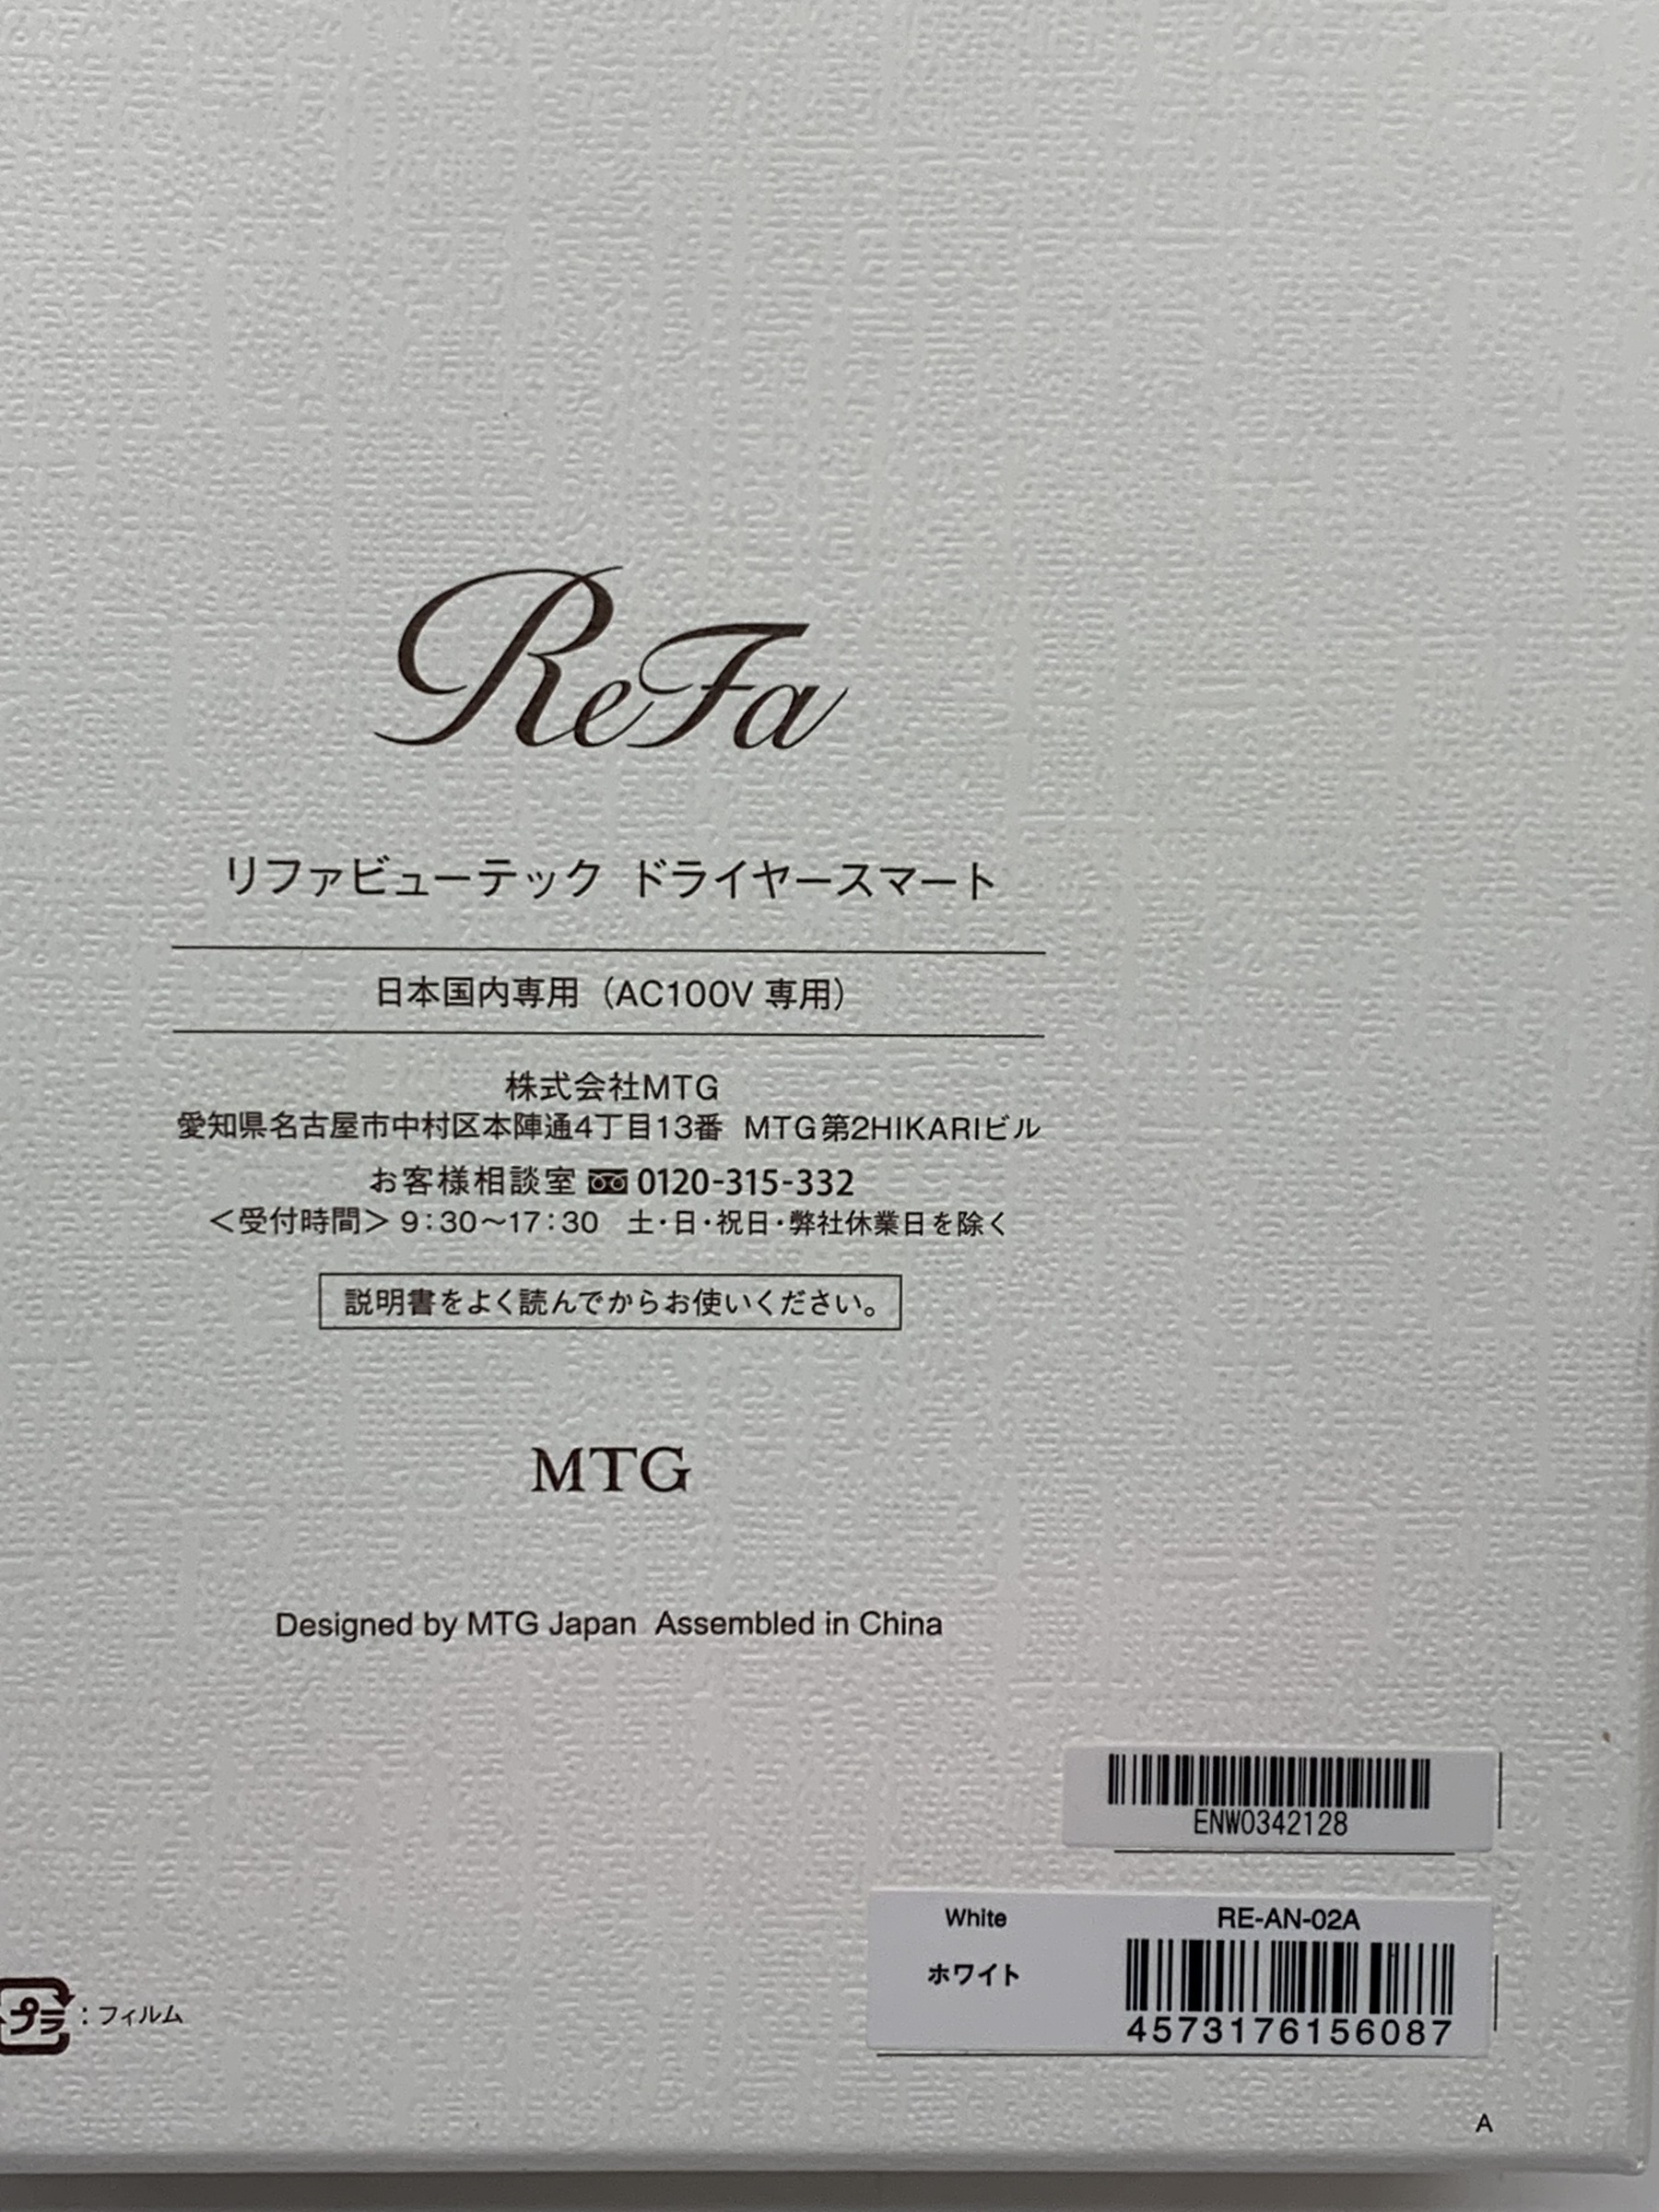 ReFa
リファビューテック ドライヤースマート
日本国内専用（AC100V 専用）
株式会社MTG
愛知県名古屋市中村区本陣通4丁目13番 MTG第2HIKARIビル
お客様相談室 0120-315-332
＜受付時間＞9：30〜17：30 土・日・祝日・弊社休業日を除く
説明書をよく読んでからお使いください。
MTG
Designed by MTG Japan Assembled in China
ENW0342128
White RE-AN-02A
ホワイト
4573176156087
プラ：フィルム
A